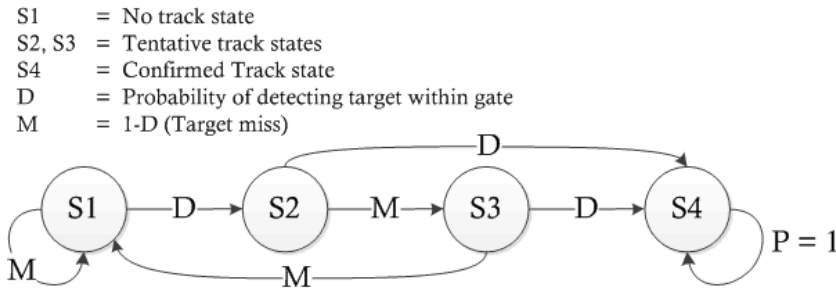 S1 = No track state
S2, S3 = Tentative track states
S4 = Confirmed Track state
D = Probability of detecting target within gate
M = 1-D (Target miss)
D
S1 D S2 M S3 D S4
P = 1
M
M